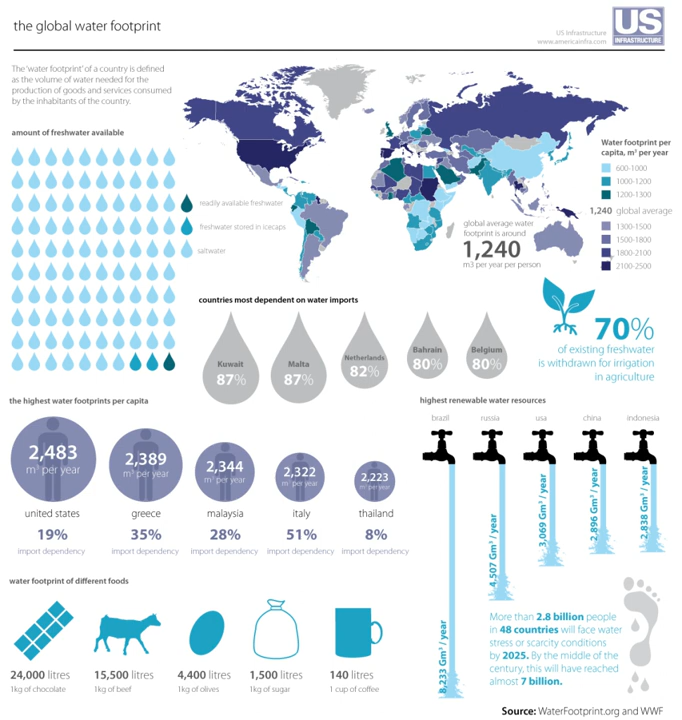 the global water footprint
US Infrastructure
www.americainfra.com
US
INFRASTRUCTURE
The 'water footprint' of a country is defined
as the volume of water needed for the
production of goods and services consumed
by the inhabitants of the country.
amount of freshwater available
readily available freshwater
freshwater stored in icecaps
saltwater
Water footprint per
capita, m³ per year
600-1000
1000-1200
1200-1300
1,240 global average
1300-1500
1500-1800
1800-2100
2100-2500
global average water
footprint is around
1,240
m3 per year per person
countries most dependent on water imports
Kuwait
87%
Malta
87%
Netherlands
82%
Bahrain
80%
Belgium
80%
70%
of existing freshwater
is withdrawn for irrigation
in agriculture
the highest water footprints per capita
2,483
m³ per year
united states
19%
import dependency
2,389
m³ per year
greece
35%
import dependency
2,344
m³ per year
malaysia
28%
import dependency
2,322
m³ per year
italy
51%
import dependency
2,223
m³ per year
thailand
8%
import dependency
highest renewable water resources
brazil
russia
usa
china
indonesia
8,233 Gm³ / year
4,507 Gm³ / year
3,069 Gm³ / year
2,896 Gm³ / year
2,838 Gm³ / year
water footprint of different foods
24,000 litres
1kg of chocolate
15,500 litres
1kg of beef
4,400 litres
1kg of olives
1,500 litres
1kg of sugar
140 litres
1 cup of coffee
More than 2.8 billion people
in 48 countries will face water
stress or scarcity conditions
by 2025. By the middle of the
century, this will have reached
almost 7 billion.
Source: WaterFootprint.org and WWF